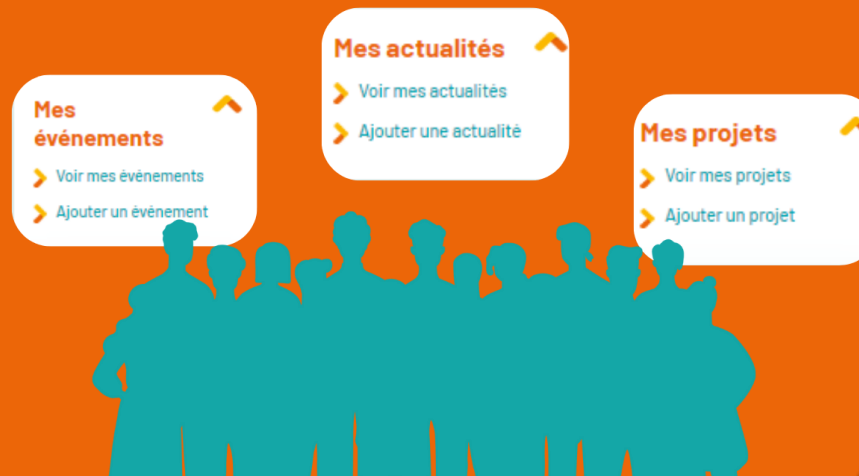 Mes
événements
Voir mes événements
Ajouter un événement
Mes actualités
Voir mes actualités
Ajouter une actualité
Mes projets
Voir mes projets
Ajouter un projet